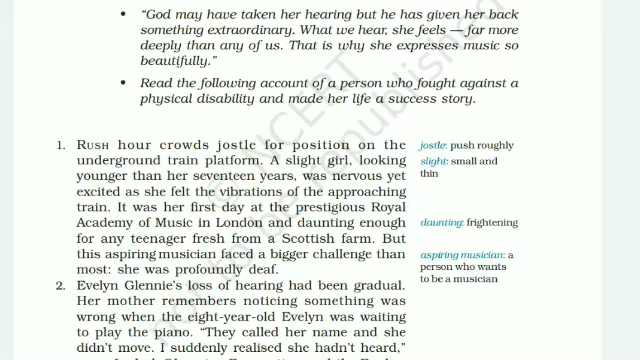 • “God may have taken her hearing but he has given her back
something extraordinary. What we hear, she feels — far more
deeply than any of us. That is why she expresses music so
beautifully.”
• Read the following account of a person who fought against a
physical disability and made her life a success story.
1. RUSH hour crowds jostle for position on the
underground train platform. A slight girl, looking
younger than her seventeen years, was nervous yet
excited as she felt the vibrations of the approaching
train. It was her first day at the prestigious Royal
Academy of Music in London and daunting enough
for any teenager fresh from a Scottish farm. But
this aspiring musician faced a bigger challenge than
most: she was profoundly deaf.
2. Evelyn Glennie’s loss of hearing had been gradual.
Her mother remembers noticing something was
wrong when the eight-year-old Evelyn was waiting
to play the piano. “They called her name and she
didn’t move. I suddenly realised she hadn’t heard,”
jostle: push roughly
slight: small and
thin
daunting: frightening
aspiring musician: a
person who wants
to be a musician
© NCERT
not to be republished